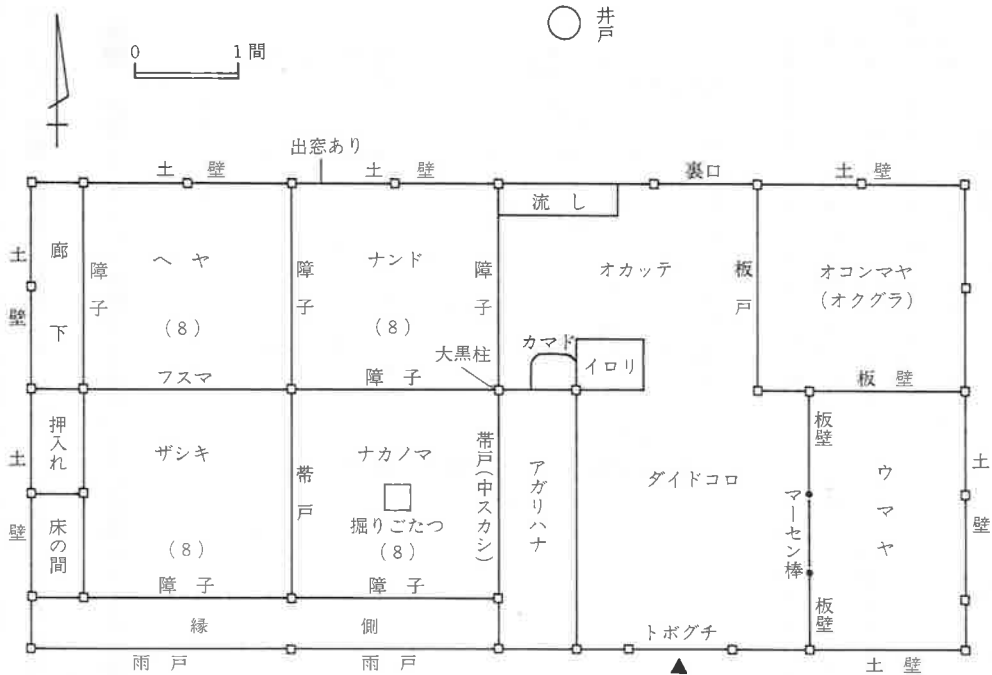 井戸
0 1 間
出窓あり
土 壁
土 壁
裏口
土 壁
流 し
土 壁
廊 下
障 子
ヘ ヤ
(8)
障 子
ナンド
(8)
障 子
オカッテ
板 戸
オコンマヤ
(オクグラ)
大黒柱
カマド
イロリ
フスマ
障 子
板 壁
土 壁
押入れ
床の間
ザシキ
(8)
障 子
帯 戸
ナカノマ
掘りごたつ
(8)
障 子
帯戸(中スカシ)
アガリハナ
ダイドコロ
板壁
マーセン棒
板壁
ウマヤ
土 壁
縁 側
トボグチ
雨 戸
雨 戸
土 壁